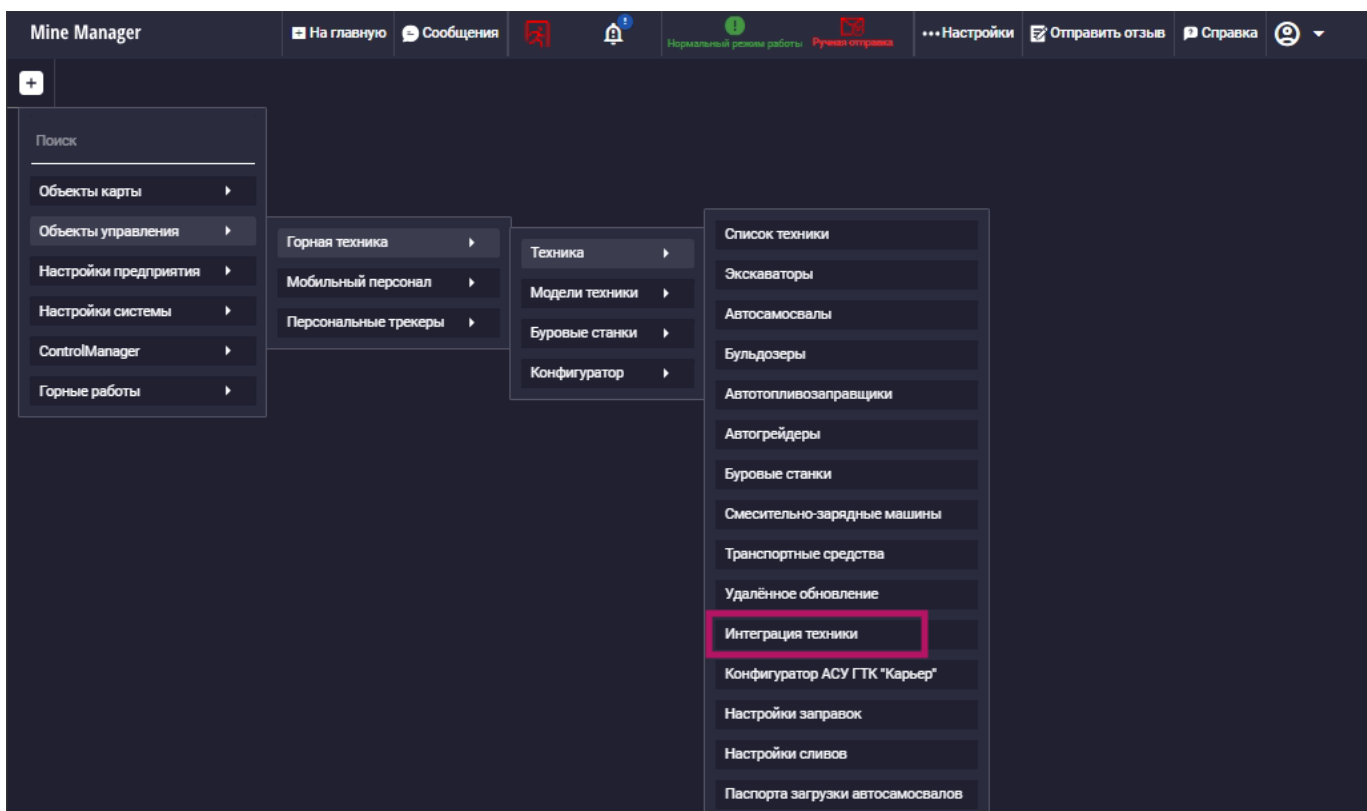 Mine Manager
На главную
Сообщения
Нормальный режим работы
Ручная отправка
Настройки
Отправить отзыв
Справка
Поиск
Объекты карты
Объекты управления
Настройки предприятия
Настройки системы
ControlManager
Горные работы
Горная техника
Мобильный персонал
Персональные трекеры
Техника
Модели техники
Буровые станки
Конфигуратор
Список техники
Экскаваторы
Автосамосвалы
Бульдозеры
Автотопливозаправщики
Автогрейдеры
Буровые станки
Смесительно-зарядные машины
Транспортные средства
Удалённое обновление
Интеграция техники
Конфигуратор АСУ ГТК "Карьер"
Настройки заправок
Настройки сливов
Паспорта загрузки автосамосвалов